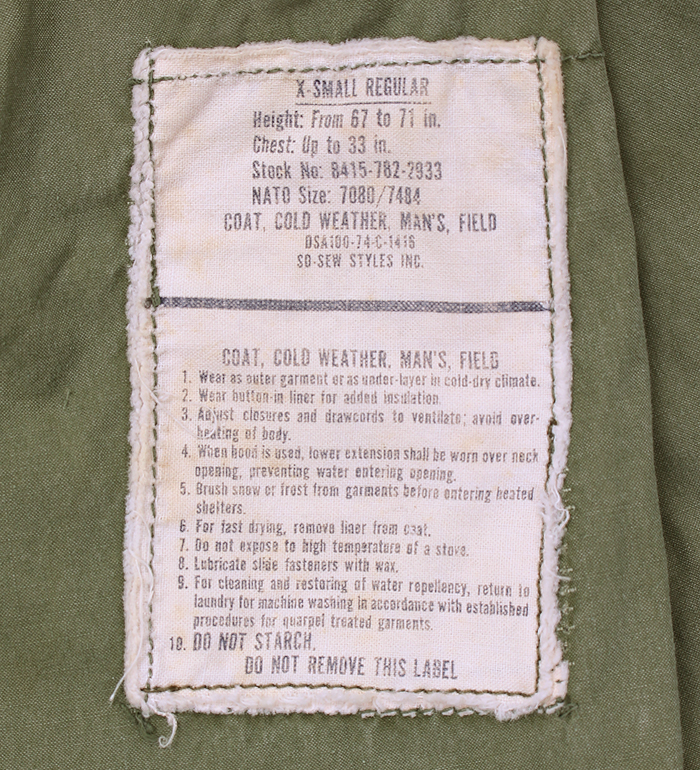 X-SMALL REGULAR
Height: From 67 to 71 in.
Chest: Up to 33 in.
Stock No: 8415-782-2933
NATO Size: 7080/7484
COAT, COLD WEATHER, MAN'S, FIELD
DSA100-74-C-1416
SO-SEW STYLES INC.
COAT, COLD WEATHER, MAN'S, FIELD
1. Wear as outer garment or as under-layer in cold-dry climate.
2. Wear button-in liner for added insulation.
3. Adjust closures and drawcords to ventilate; avoid over-
heating of body.
4. When hood is used, lower extension shall be worn over neck
opening, preventing water entering opening.
5. Brush snow or frost from garments before entering heated
shelters.
6. For fast drying, remove liner from coat.
7. Do not expose to high temperature of a stove.
8. Lubricate slide fasteners with wax.
9. For cleaning and restoring of water repellency, return to
laundry for machine washing in accordance with established
procedures for quarpel treated garments.
10. DO NOT STARCH.
DO NOT REMOVE THIS LABEL